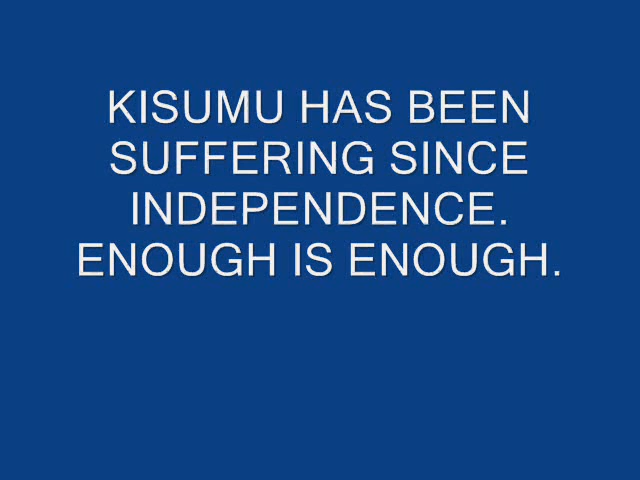 KISUMU HAS BEEN
SUFFERING SINCE
INDEPENDENCE.
ENOUGH IS ENOUGH.